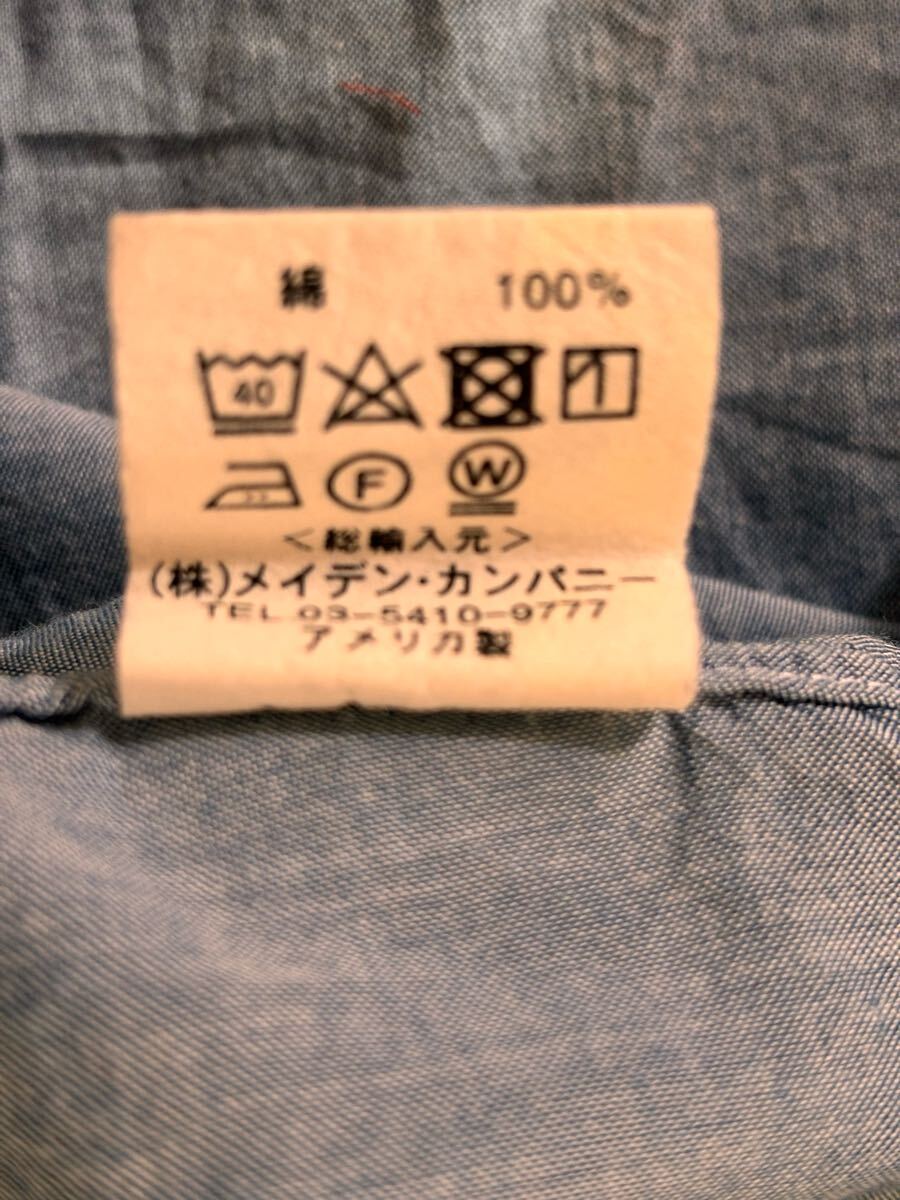 綿 100%
40
F W
<総輸入元>
(株)メイデン・カンパニー
TEL 03-5410-9777
アメリカ製